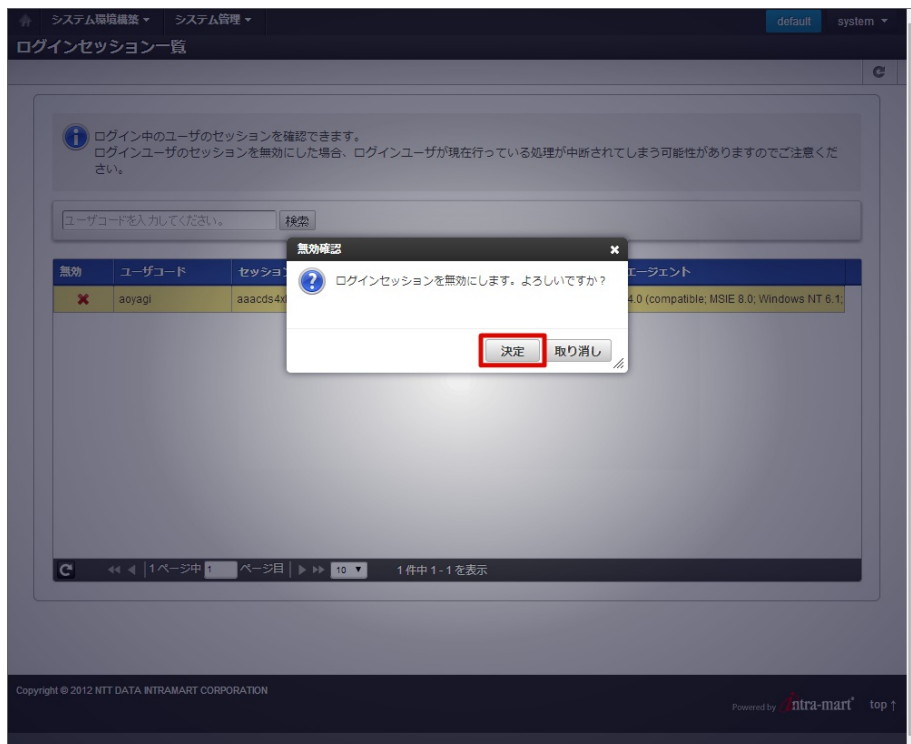 システム環境構築 ▾ システム管理 ▾ default system ▾
ログインセッション一覧
ログイン中のユーザのセッションを確認できます。
ログインユーザのセッションを無効にした場合、ログインユーザが現在行っている処理が中断されてしまう可能性がありますのでご注意くだ
さい。
ユーザコードを入力してください。 検索
無効確認
無効 ユーザコード セッション エージェント
ログインセッションを無効にします。よろしいですか？
aoyagi aaacds4x 4.0 (compatible; MSIE 8.0; Windows NT 6.1;
決定 取り消し
1ページ中 1 ページ目 10 ▼ 1件中 1 - 1 を表示
Copyright © 2012 NTT DATA INTRAMART CORPORATION
Powered by intra-mart top ↑